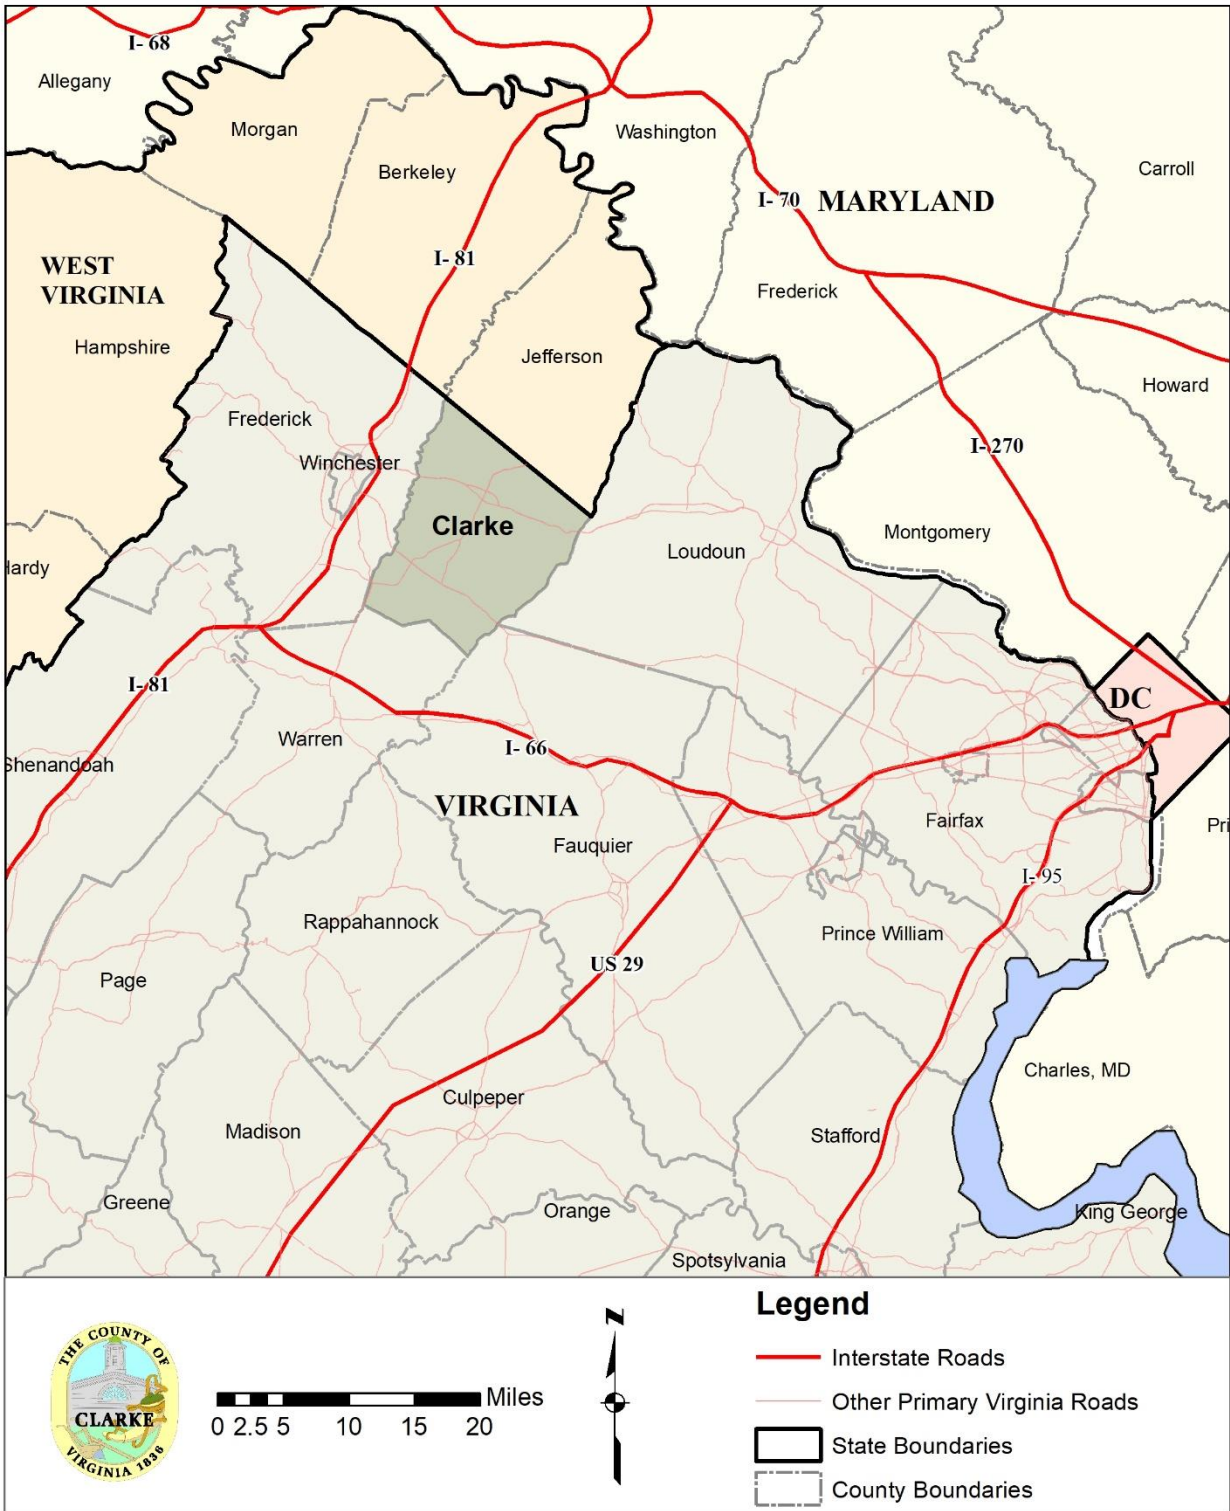 I- 68
Allegany
Morgan
Washington
Berkeley
Carroll
I- 70
MARYLAND
I- 81
WEST
VIRGINIA
Frederick
Hampshire
Jefferson
Howard
Frederick
I- 270
Winchester
Clarke
Montgomery
Loudoun
Hardy
I- 81
DC
Warren
I- 66
Shenandoah
VIRGINIA
Fairfax
Pri
Fauquier
I- 95
Rappahannock
Prince William
US 29
Page
Charles, MD
Culpeper
Madison
Stafford
Greene
Orange
King George
Spotsylvania
THE COUNTY OF
CLARKE
VIRGINIA 1836
Miles
0 2.5 5 10 15 20
N
Legend
Interstate Roads
Other Primary Virginia Roads
State Boundaries
County Boundaries